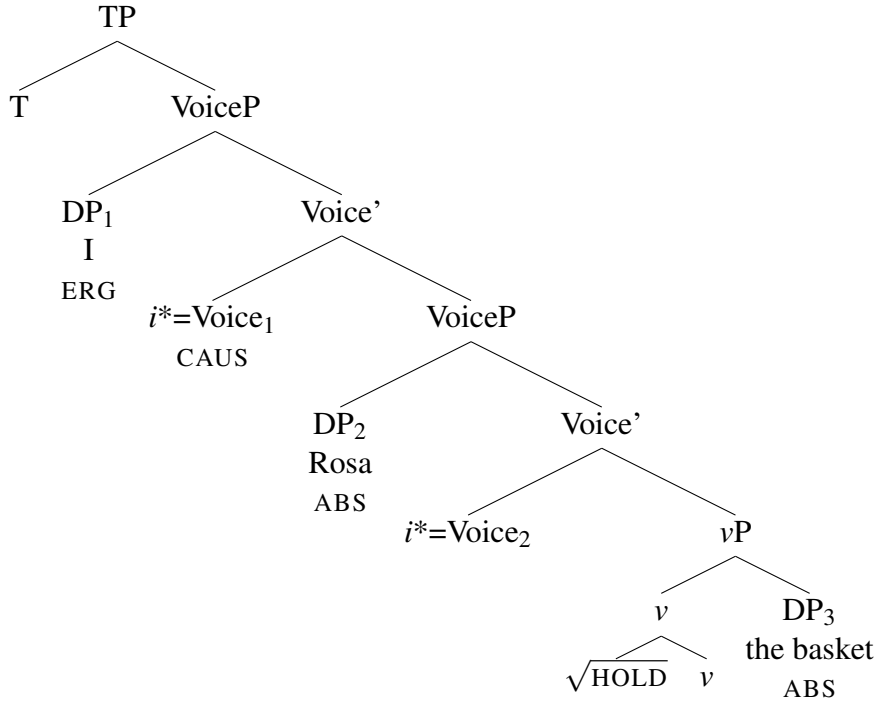 TP
T VoiceP
DP₁ Voice’
I
ERG
i*=Voice₁ VoiceP
CAUS
DP₂ Voice’
Rosa
ABS
i*=Voice₂ vP
v DP₃
the basket
√HOLD v ABS